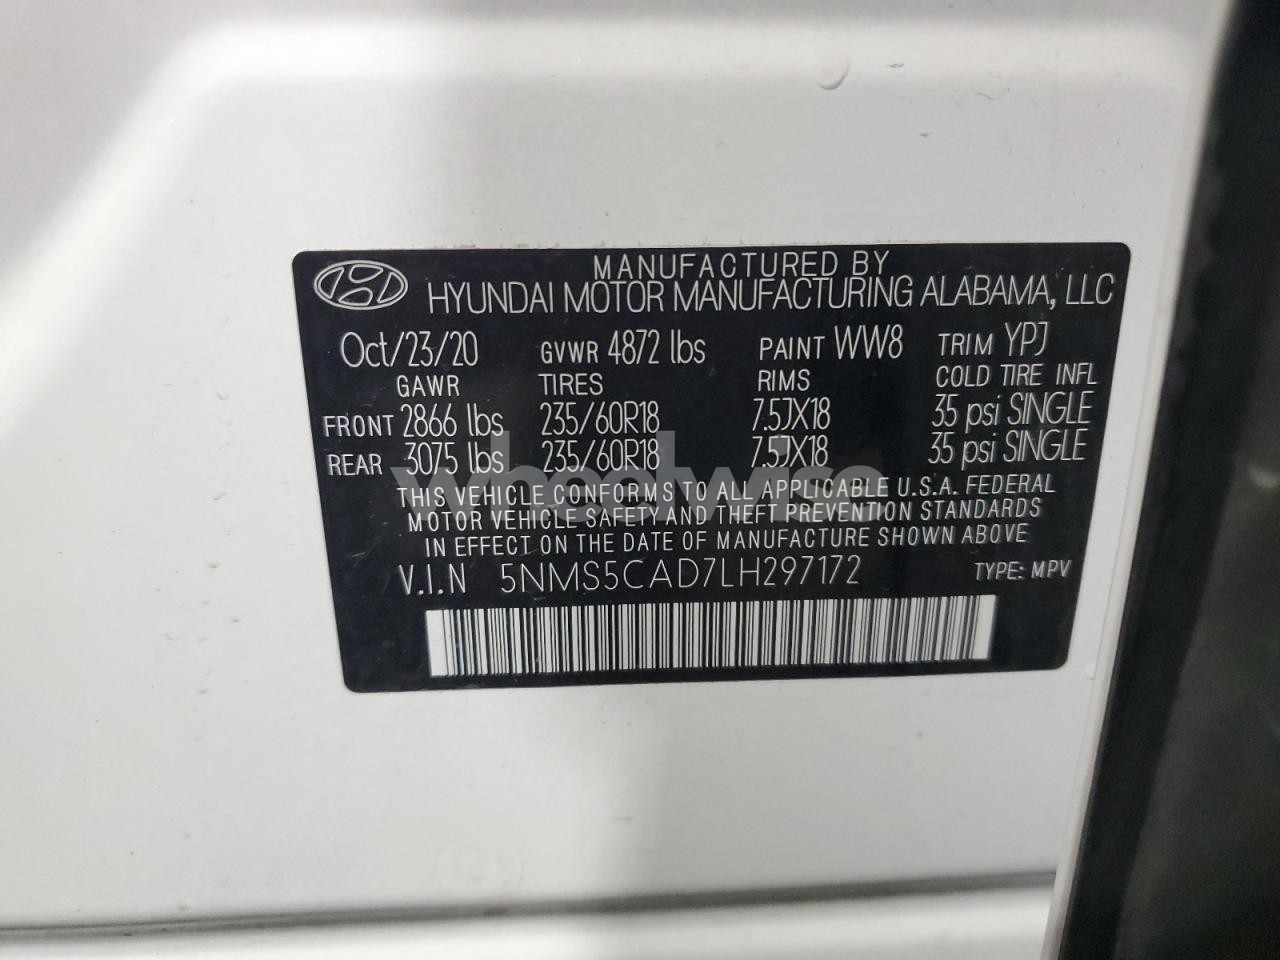 MANUFACTURED BY
HYUNDAI MOTOR MANUFACTURING ALABAMA, LLC
Oct/23/20 GVWR 4872 lbs PAINT WW8 TRIM YPJ
GAWR TIRES RIMS COLD TIRE INFL
FRONT 2866 lbs 235/60R18 7.5JX18 35 psi SINGLE
REAR 3075 lbs 235/60R18 7.5JX18 35 psi SINGLE
wheelwise
THIS VEHICLE CONFORMS TO ALL APPLICABLE U.S.A. FEDERAL
MOTOR VEHICLE SAFETY AND THEFT PREVENTION STANDARDS
IN EFFECT ON THE DATE OF MANUFACTURE SHOWN ABOVE
V.I.N 5NMS5CAD7LH297172 TYPE: MPV